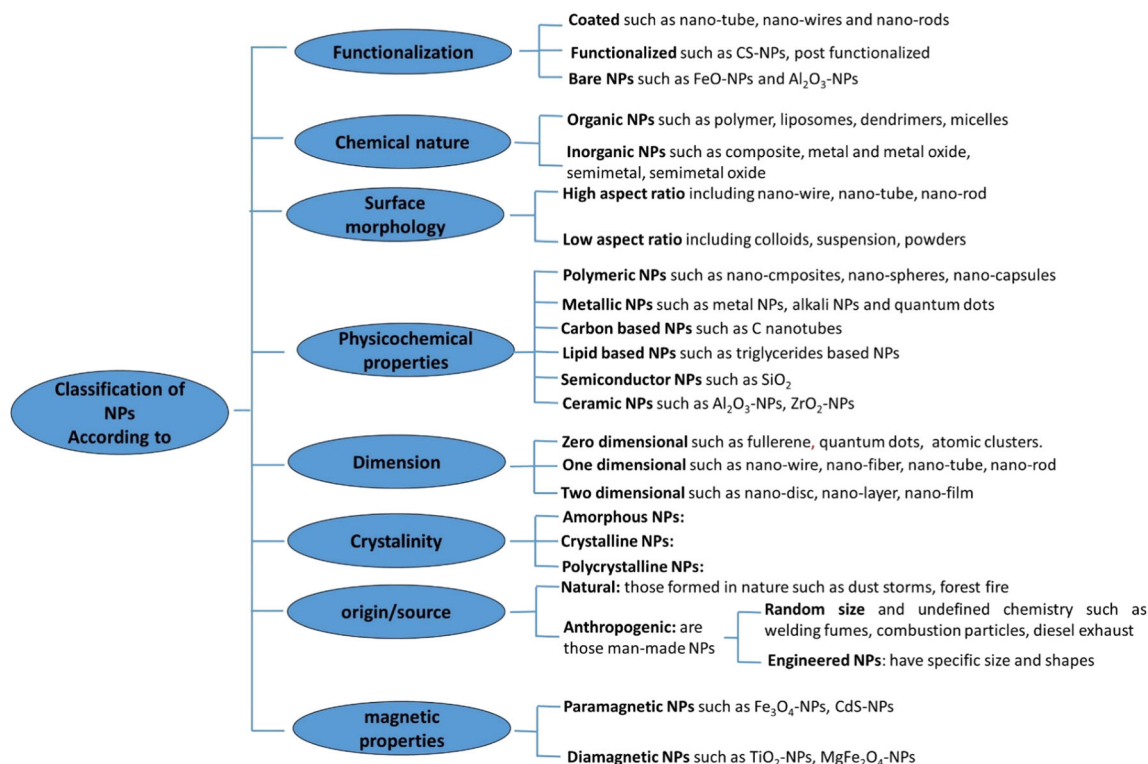 Classification of
NPs
According to
Functionalization
Coated such as nano-tube, nano-wires and nano-rods
Functionalized such as CS-NPs, post functionalized
Bare NPs such as FeO-NPs and Al₂O₃-NPs
Chemical nature
Organic NPs such as polymer, liposomes, dendrimers, micelles
Inorganic NPs such as composite, metal and metal oxide,
semimetal, semimetal oxide
Surface
morphology
High aspect ratio including nano-wire, nano-tube, nano-rod
Low aspect ratio including colloids, suspension, powders
Physicochemical
properties
Polymeric NPs such as nano-cmposites, nano-spheres, nano-capsules
Metallic NPs such as metal NPs, alkali NPs and quantum dots
Carbon based NPs such as C nanotubes
Lipid based NPs such as triglycerides based NPs
Semiconductor NPs such as SiO₂
Ceramic NPs such as Al₂O₃-NPs, ZrO₂-NPs
Dimension
Zero dimensional such as fullerene, quantum dots, atomic clusters.
One dimensional such as nano-wire, nano-fiber, nano-tube, nano-rod
Two dimensional such as nano-disc, nano-layer, nano-film
Crystalinity
Amorphous NPs:
Crystalline NPs:
Polycrystalline NPs:
origin/source
Natural: those formed in nature such as dust storms, forest fire
Anthropogenic: are
those man-made NPs
Random size and undefined chemistry such as
welding fumes, combustion particles, diesel exhaust
Engineered NPs: have specific size and shapes
magnetic
properties
Paramagnetic NPs such as Fe₃O₄-NPs, CdS-NPs
Diamagnetic NPs such as TiO₂-NPs, MgFe₂O₄-NPs